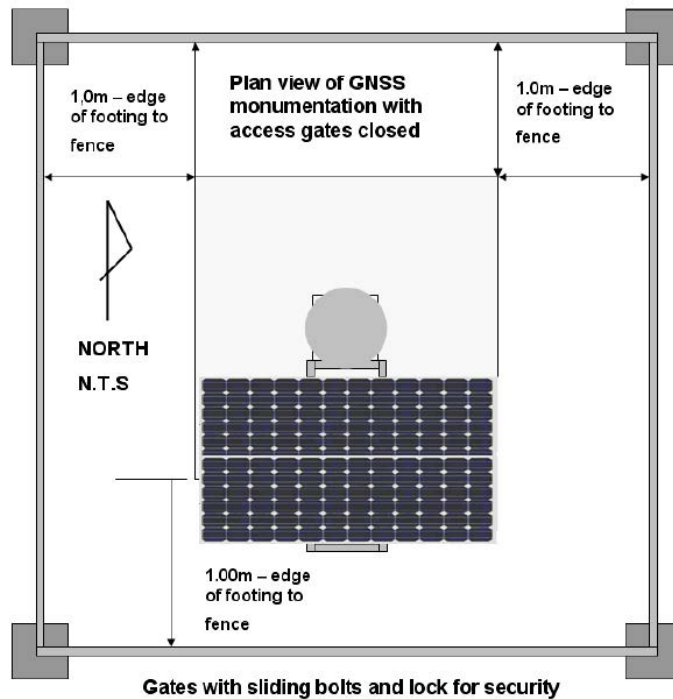 Plan view of GNSS
monumentation with
access gates closed
1,0m – edge
of footing to
fence
1.0m – edge
of footing to
fence
NORTH
N.T.S
1.00m – edge
of footing to
fence
Gates with sliding bolts and lock for security